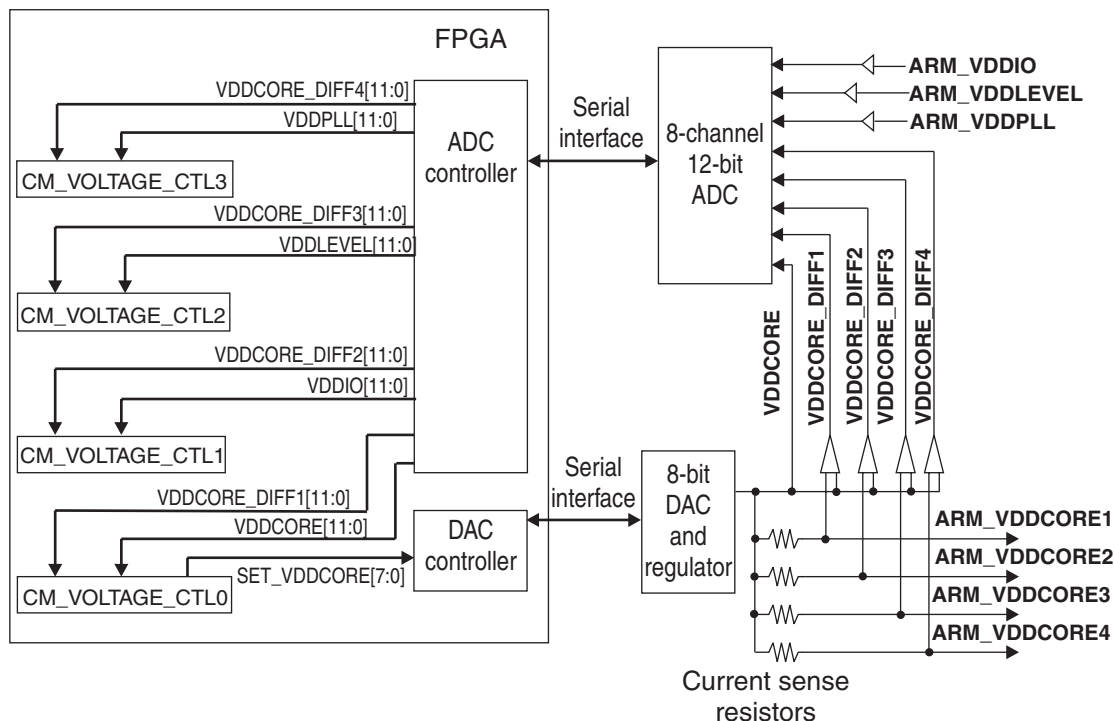 FPGA
VDDCORE_DIFF4[11:0]
VDDPLL[11:0]
CM_VOLTAGE_CTL3
VDDCORE_DIFF3[11:0]
VDDLEVEL[11:0]
CM_VOLTAGE_CTL2
VDDCORE_DIFF2[11:0]
VDDIO[11:0]
CM_VOLTAGE_CTL1
VDDCORE_DIFF1[11:0]
VDDCORE[11:0]
SET_VDDCORE[7:0]
CM_VOLTAGE_CTL0
ADC
controller
DAC
controller
Serial
interface
Serial
interface
8-channel
12-bit
ADC
8-bit
DAC
and
regulator
ARM_VDDIO
ARM_VDDLEVEL
ARM_VDDPLL
VDDCORE
VDDCORE_DIFF1
VDDCORE_DIFF2
VDDCORE_DIFF3
VDDCORE_DIFF4
ARM_VDDCORE1
ARM_VDDCORE2
ARM_VDDCORE3
ARM_VDDCORE4
Current sense
resistors